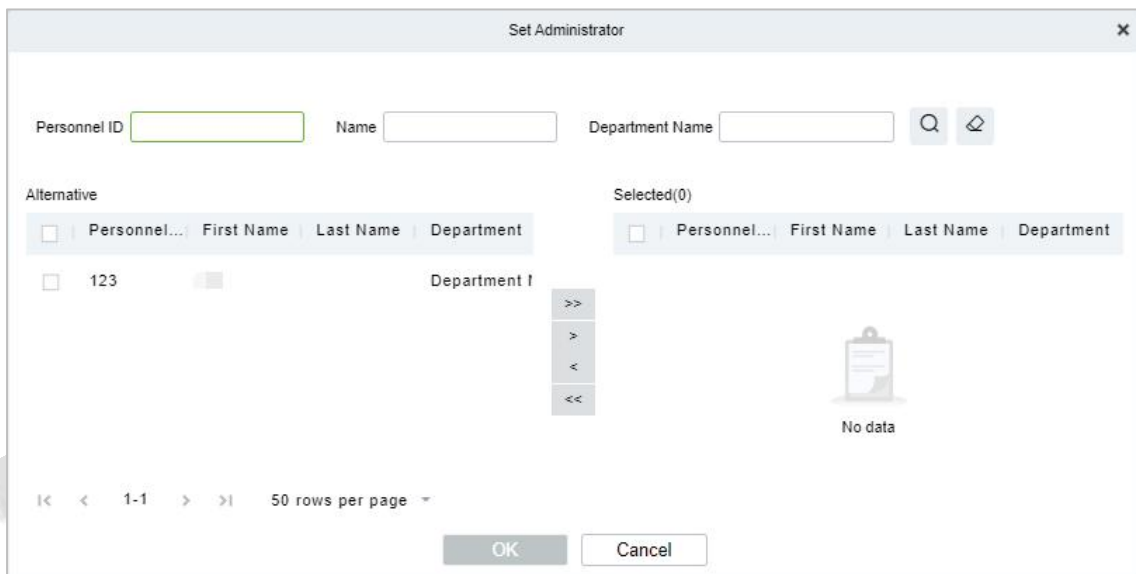 Set Administrator
Personnel ID Name Department Name
Alternative Selected(0)
Personnel... First Name Last Name Department Personnel... First Name Last Name Department
123 Department
>>
>
<
<<
No data
1-1 50 rows per page
OK Cancel